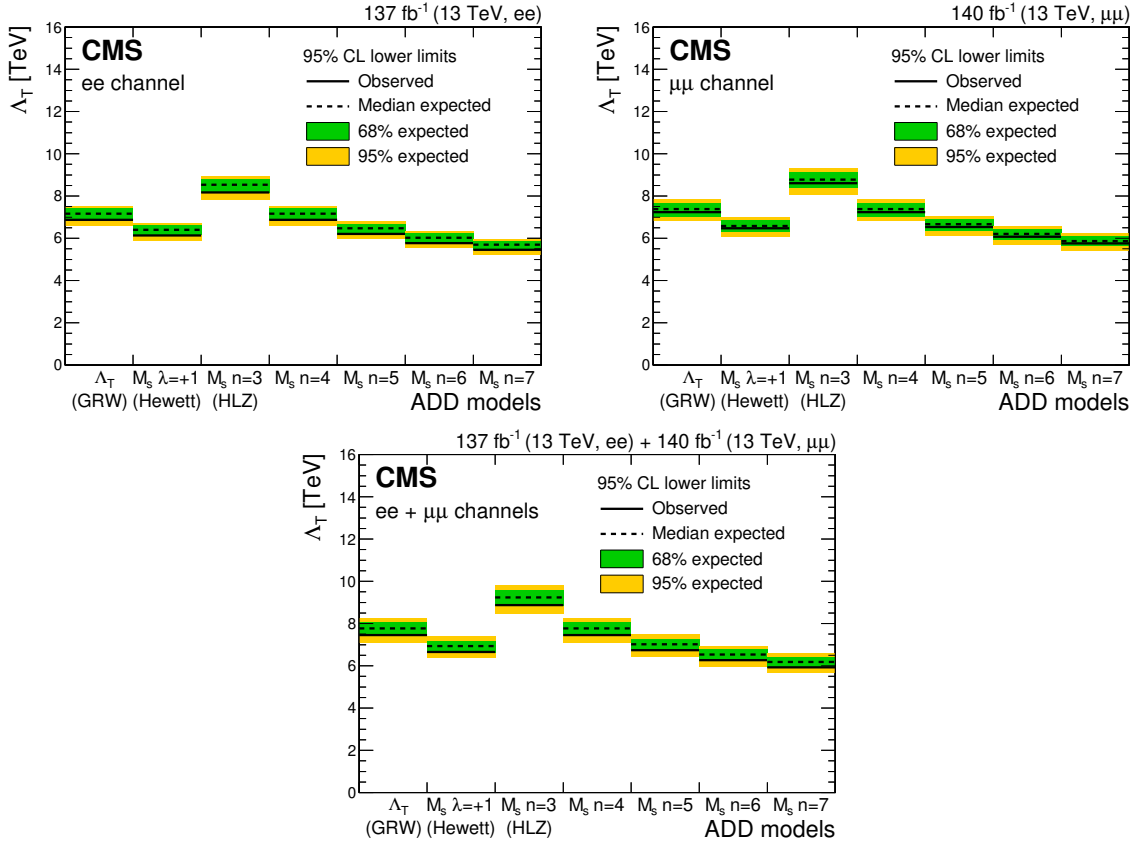 137 fb⁻¹ (13 TeV, ee)
Λ_T [TeV]
16
14
12
10
8
6
4
2
0
CMS
ee channel
95% CL lower limits
Observed
Median expected
68% expected
95% expected
Λ_T M_s λ=+1 M_s n=3 M_s n=4 M_s n=5 M_s n=6 M_s n=7
(GRW) (Hewett) (HLZ)
ADD models
140 fb⁻¹ (13 TeV, μμ)
Λ_T [TeV]
16
14
12
10
8
6
4
2
0
CMS
μμ channel
95% CL lower limits
Observed
Median expected
68% expected
95% expected
Λ_T M_s λ=+1 M_s n=3 M_s n=4 M_s n=5 M_s n=6 M_s n=7
(GRW) (Hewett) (HLZ)
ADD models
137 fb⁻¹ (13 TeV, ee) + 140 fb⁻¹ (13 TeV, μμ)
Λ_T [TeV]
16
14
12
10
8
6
4
2
0
CMS
ee + μμ channels
95% CL lower limits
Observed
Median expected
68% expected
95% expected
Λ_T M_s λ=+1 M_s n=3 M_s n=4 M_s n=5 M_s n=6 M_s n=7
(GRW) (Hewett) (HLZ)
ADD models